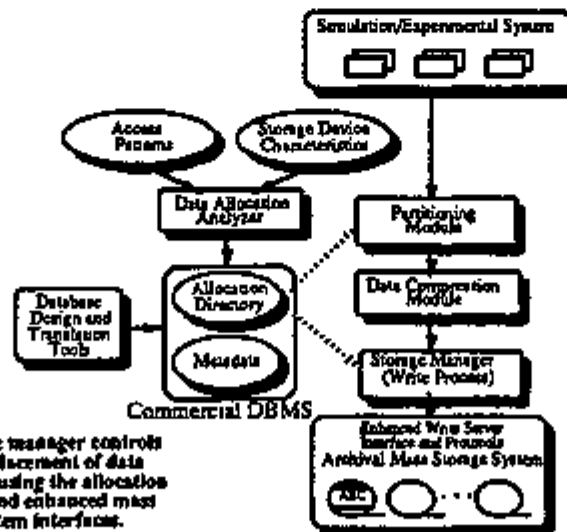 Simulation/Experimental System
Access
Patterns
Storage Device
Characteristics
Data Allocation
Analyzer
Partitioning
Module
Allocation
Directory
Data Compression
Module
Database
Design and
Translation
Tools
Metadata
Storage Manager
(Write Process)
Commercial DBMS
Enhanced Write Server
Interface and Protocols
Archival Mass Storage System
ABC
manager controls
placement of data
using the allocation
and enhanced mass
interfaces.